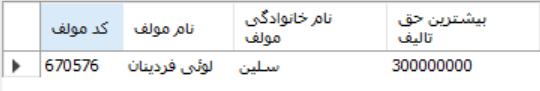 کد مولف	نام مولف	نام خانوادگی مولف	بیشترین حق تالیف
670576	لوئی فردینان	سلین	300000000